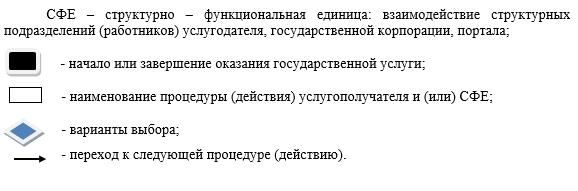 СФЕ – структурно – функциональная единица: взаимодействие структурных
подразделений (работников) услугодателя, государственной корпорации, портала;
- начало или завершение оказания государственной услуги;
- наименование процедуры (действия) услугополучателя и (или) СФЕ;
- варианты выбора;
- переход к следующей процедуре (действию).